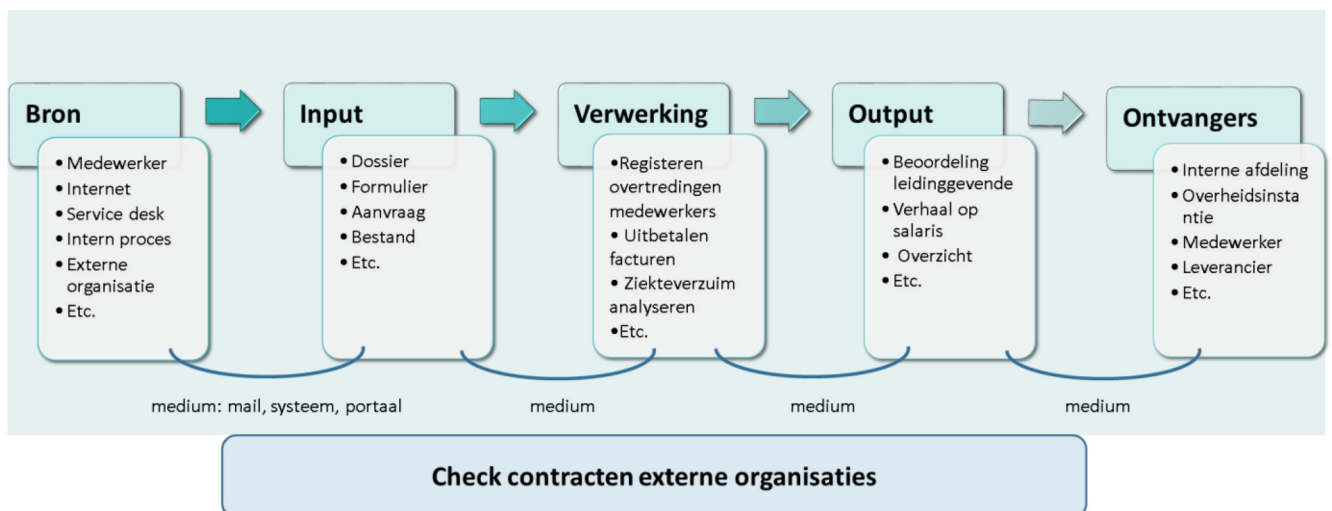 Bron
• Medewerker
• Internet
• Service desk
• Intern proces
• Externe
organisatie
• Etc.
Input
• Dossier
• Formulier
• Aanvraag
• Bestand
• Etc.
Verwerking
•Registeren
overtredingen
medewerkers
• Uitbetalen
facturen
• Ziekteverzuim
analyseren
•Etc.
Output
• Beoordeling
leidinggevende
• Verhaal op
salaris
• Overzicht
• Etc.
Ontvangers
• Interne afdeling
• Overheidsinsta
ntie
• Medewerker
• Leverancier
• Etc.
medium: mail, systeem, portaal
medium
medium
medium
Check contracten externe organisaties